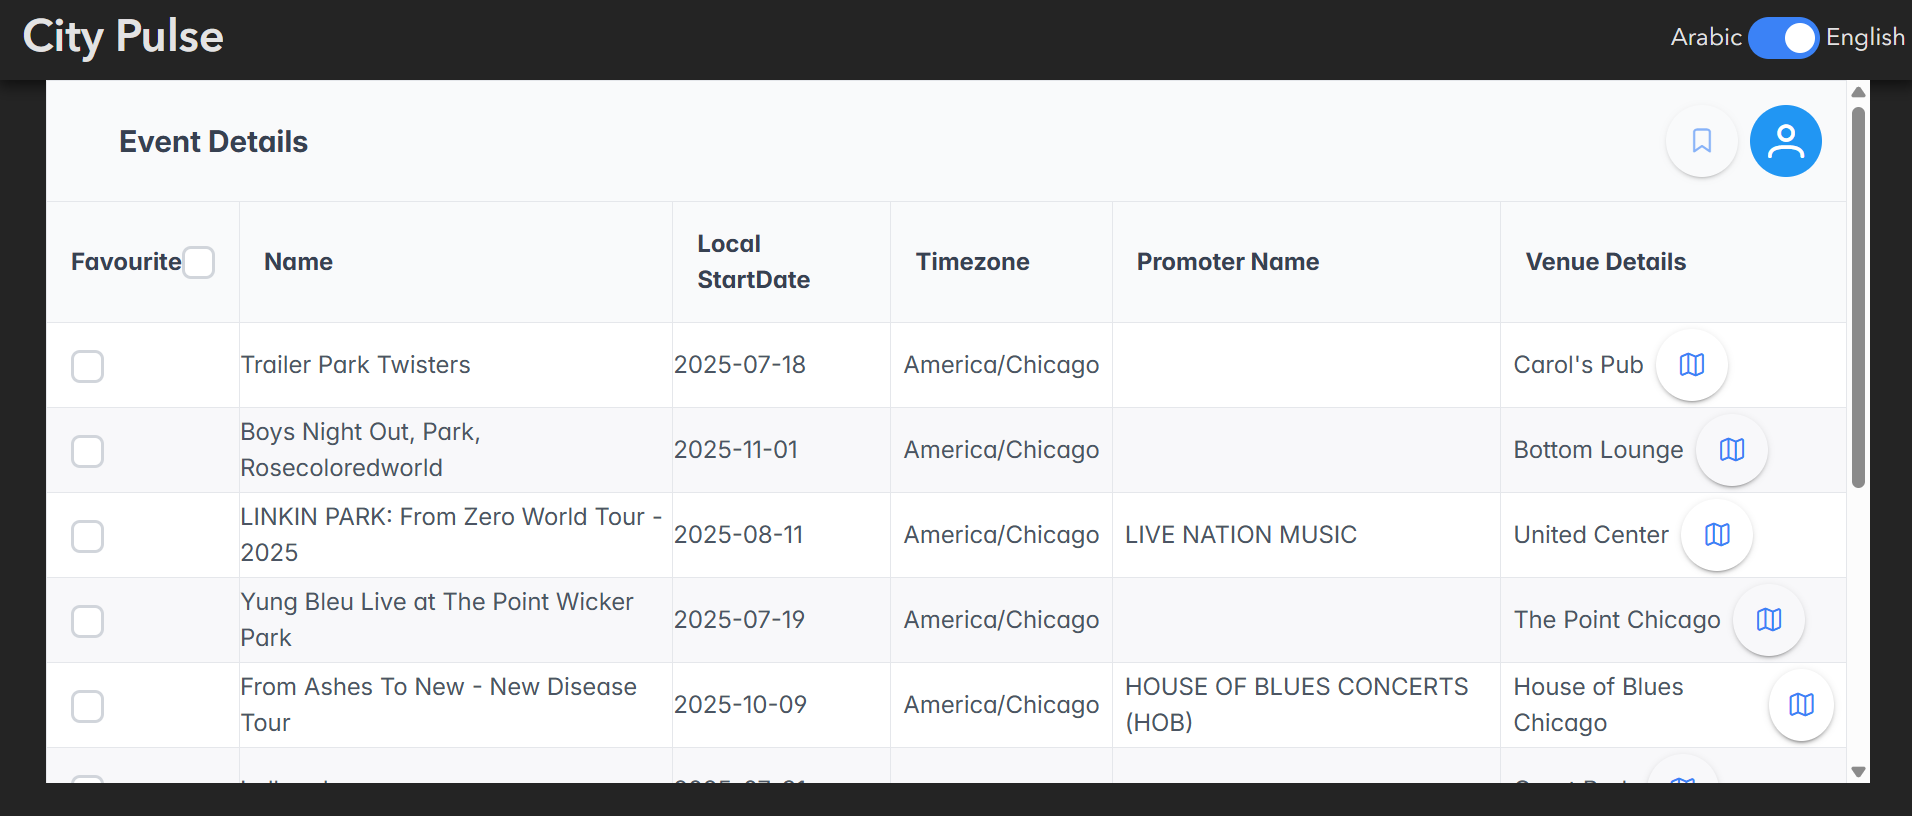 City Pulse
Arabic English
Event Details
Favourite Name Local StartDate Timezone Promoter Name Venue Details
Trailer Park Twisters 2025-07-18 America/Chicago Carol's Pub
Boys Night Out, Park,
Rosecoloredworld 2025-11-01 America/Chicago Bottom Lounge
LINKIN PARK: From Zero World Tour -
2025 2025-08-11 America/Chicago LIVE NATION MUSIC United Center
Yung Bleu Live at The Point Wicker
Park 2025-07-19 America/Chicago The Point Chicago
From Ashes To New - New Disease
Tour 2025-10-09 America/Chicago HOUSE OF BLUES CONCERTS
(HOB) House of Blues
Chicago